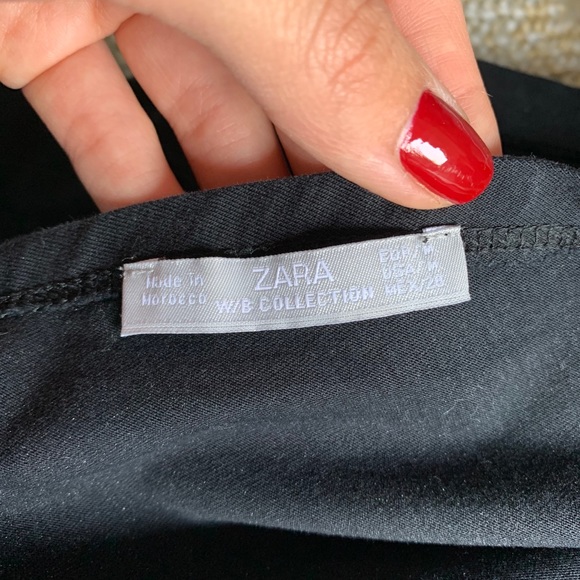 Made In
Morocco
ZARA
W/B COLLECTION
EUR/M
USA/M
MEX/28